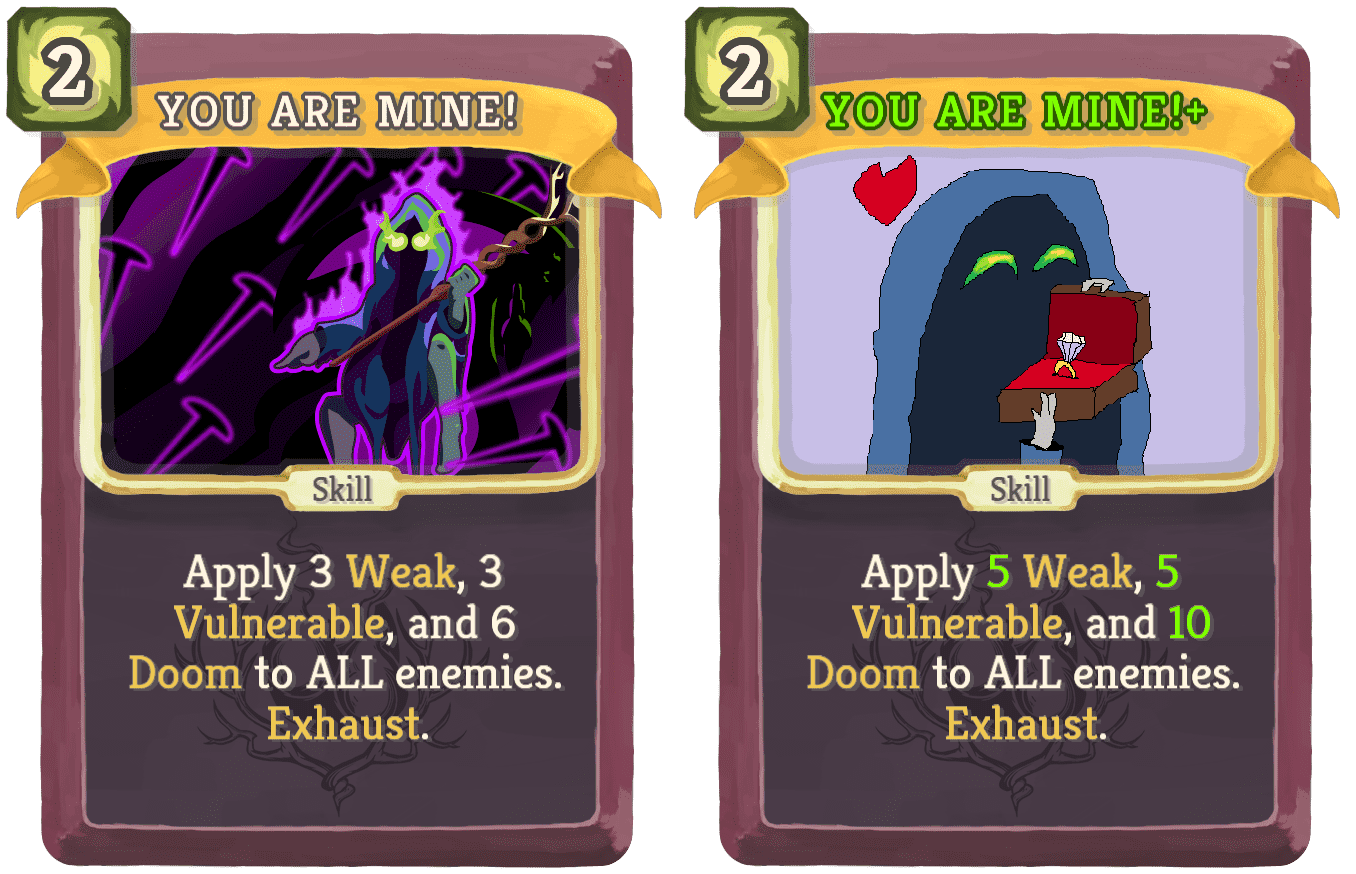 2
YOU ARE MINE!
Skill
Apply 3 Weak, 3
Vulnerable, and 6
Doom to ALL enemies.
Exhaust.
2
YOU ARE MINE!+
Skill
Apply 5 Weak, 5
Vulnerable, and 10
Doom to ALL enemies.
Exhaust.